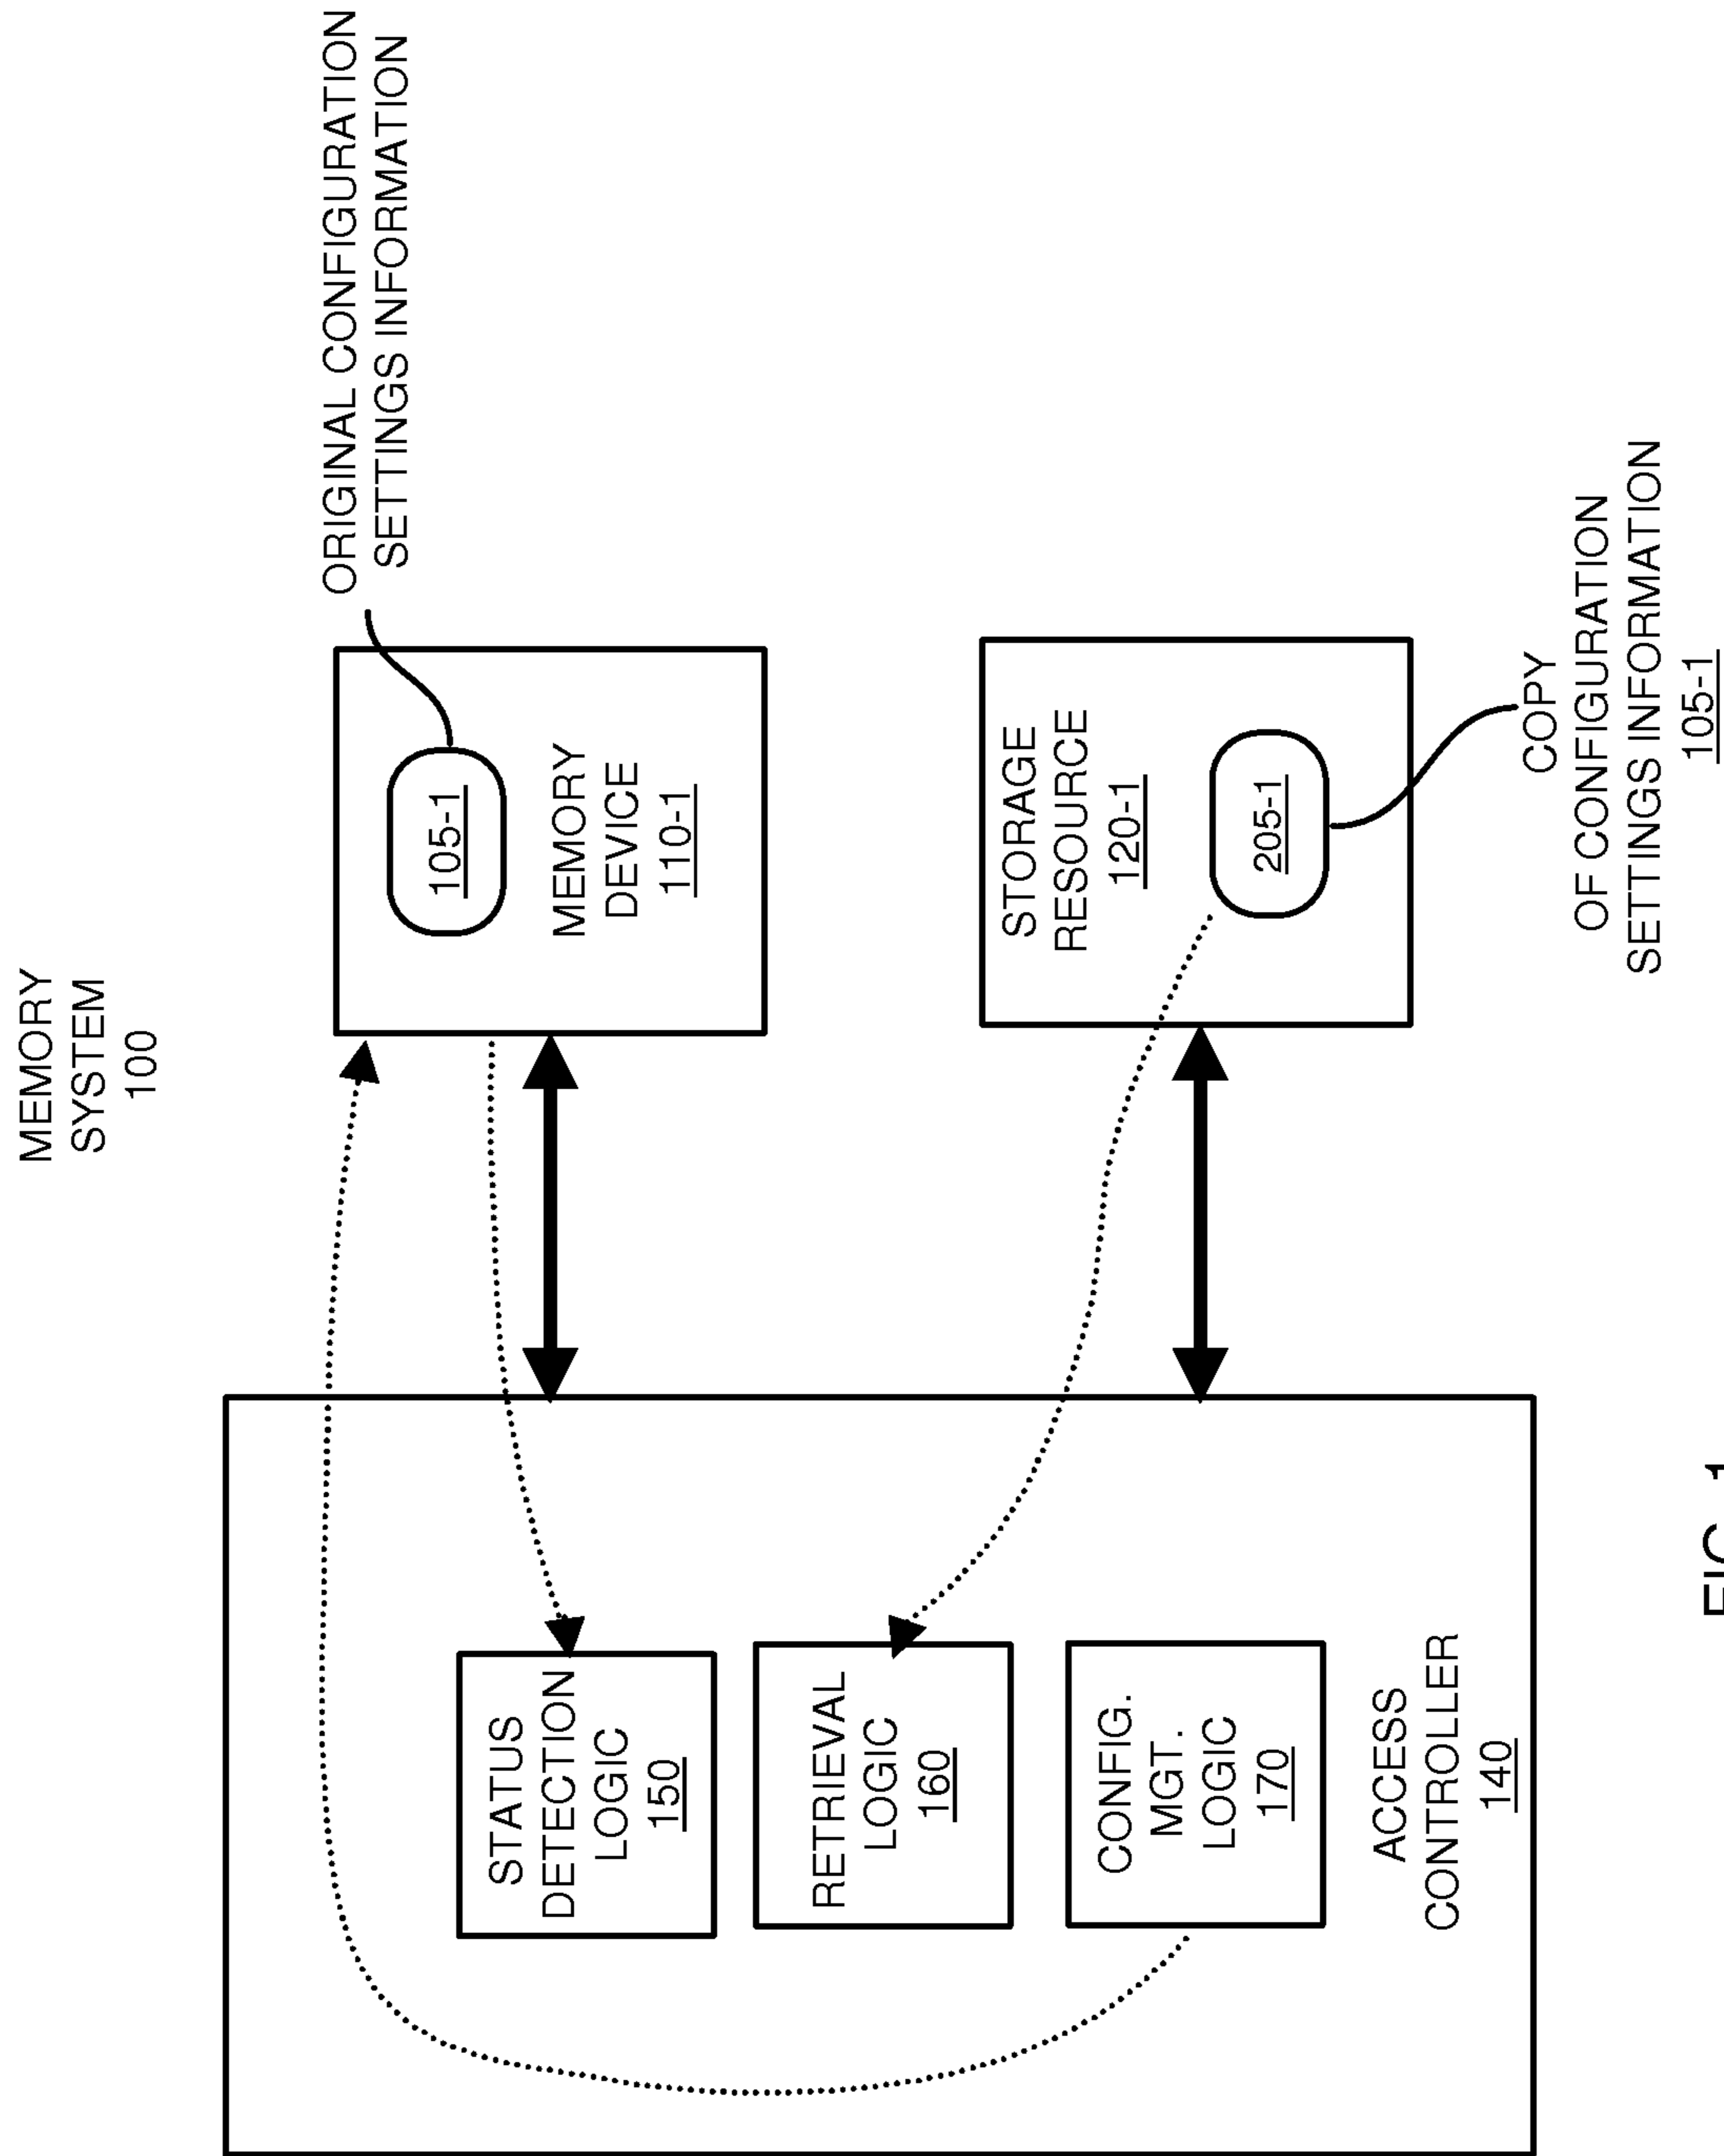 MEMORY
SYSTEM
100
ORIGINAL CONFIGURATION
SETTINGS INFORMATION
105-1
MEMORY
DEVICE
110-1
STATUS
DETECTION
LOGIC
150
RETRIEVAL
LOGIC
160
CONFIG.
MGT.
LOGIC
170
ACCESS
CONTROLLER
140
STORAGE
RESOURCE
120-1
205-1
COPY
OF CONFIGURATION
SETTINGS INFORMATION
105-1